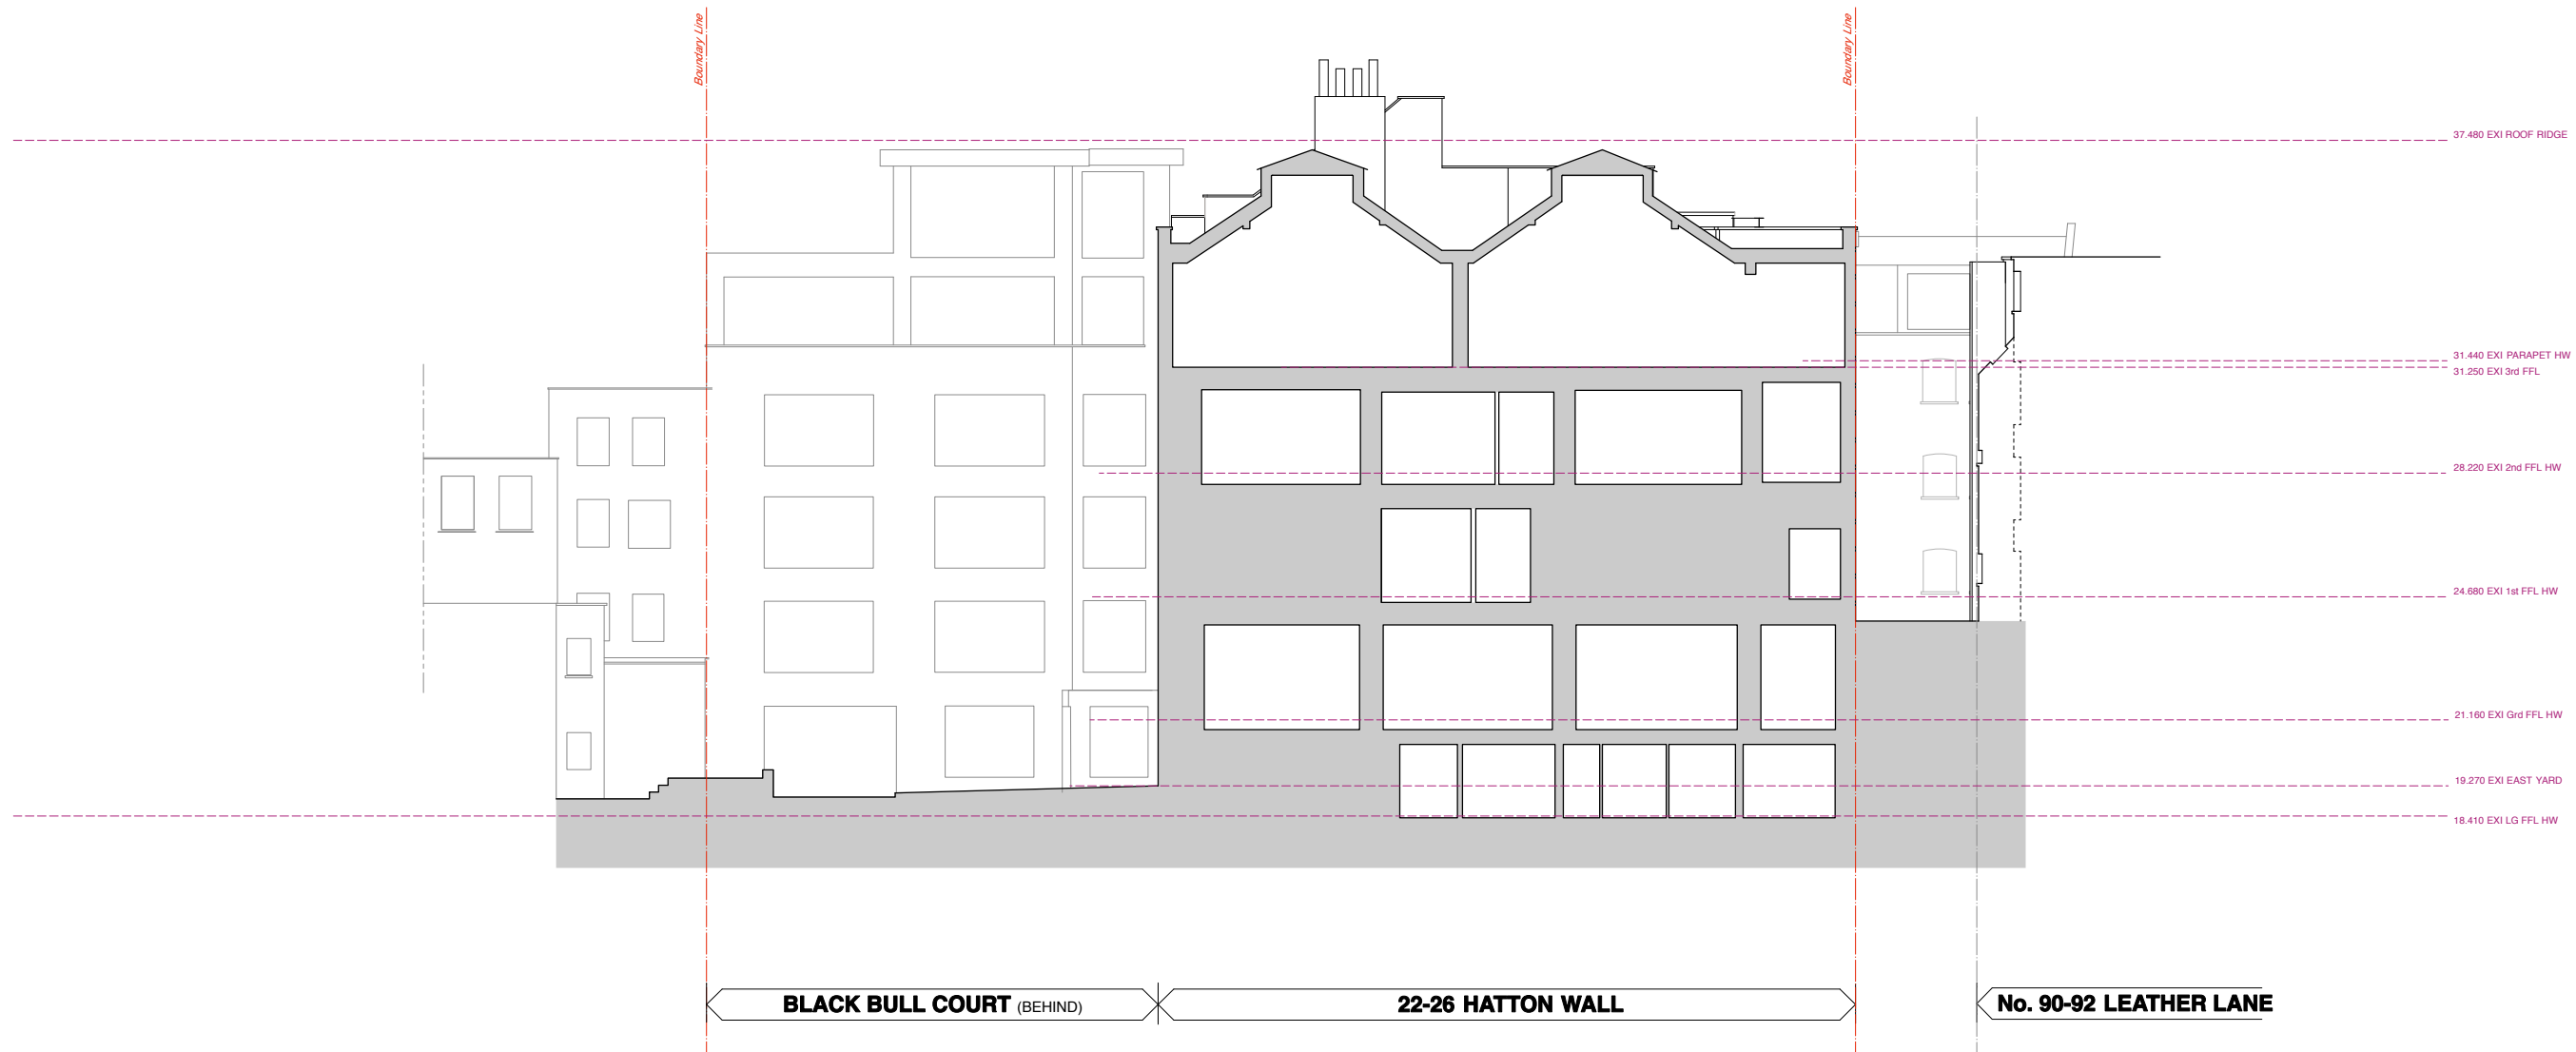 Boundary Line
Boundary Line
37.480 EXI ROOF RIDGE
31.440 EXI PARAPET HW
31.250 EXI 3rd FFL
28.220 EXI 2nd FFL HW
24.680 EXI 1st FFL HW
21.160 EXI Grd FFL HW
19.270 EXI EAST YARD
18.410 EXI LG FFL HW
BLACK BULL COURT (BEHIND)
22-26 HATTON WALL
No. 90-92 LEATHER LANE